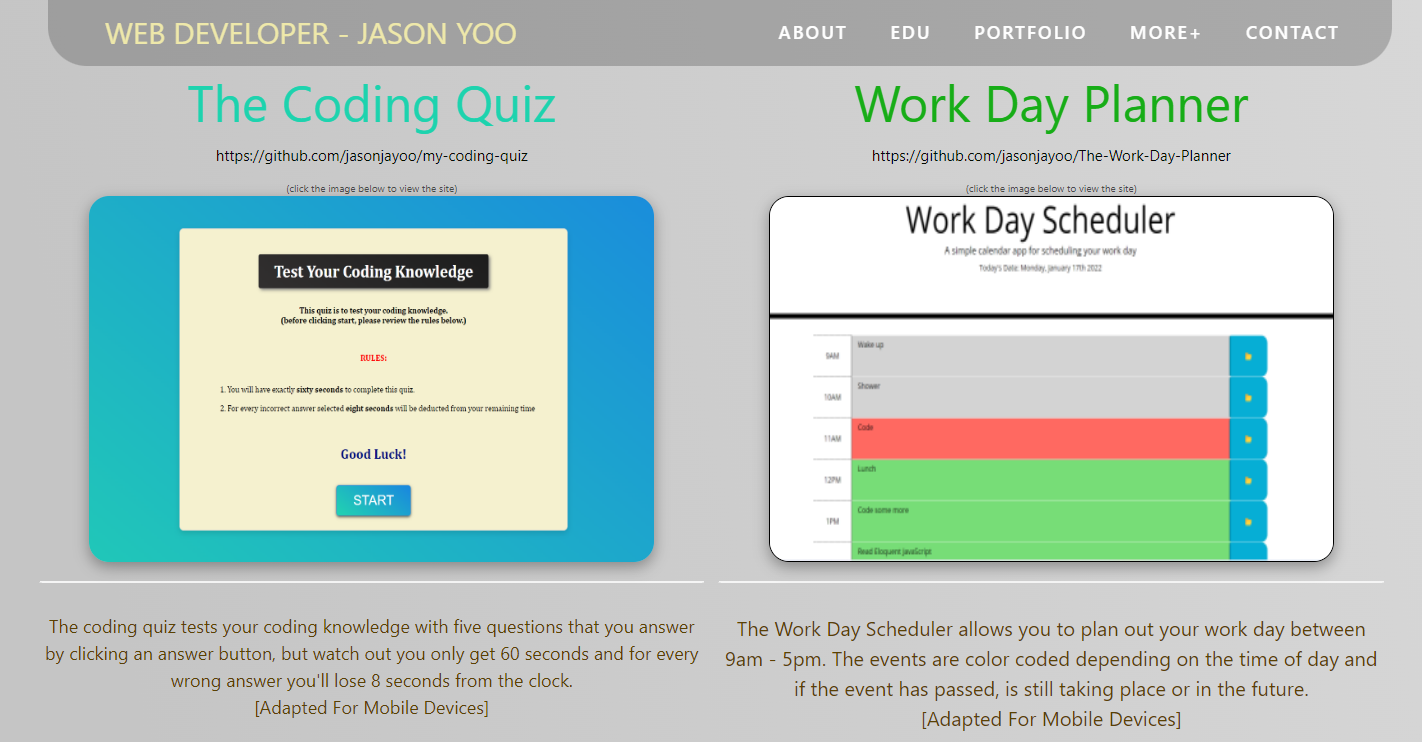 WEB DEVELOPER - JASON YOO
ABOUT EDU PORTFOLIO MORE+ CONTACT
The Coding Quiz
https://github.com/jasonjayoo/my-coding-quiz
(click the image below to view the site)
Test Your Coding Knowledge
This quiz is to test your coding knowledge.
(before clicking start, please review the rules below.)
RULES:
1. You will have exactly sixty seconds to complete this quiz.
2. For every incorrect answer selected eight seconds will be deducted from your remaining time
Good Luck!
START
The coding quiz tests your coding knowledge with five questions that you answer
by clicking an answer button, but watch out you only get 60 seconds and for every
wrong answer you'll lose 8 seconds from the clock.
[Adapted For Mobile Devices]
Work Day Planner
https://github.com/jasonjayoo/The-Work-Day-Planner
(click the image below to view the site)
Work Day Scheduler
A simple calendar app for scheduling your work day
Today's Date: Monday, January 17th 2022
9AM Wake up
10AM Shower
11AM Code
12PM Lunch
1PM Code some more
Read Eloquent JavaScript
The Work Day Scheduler allows you to plan out your work day between
9am - 5pm. The events are color coded depending on the time of day and
if the event has passed, is still taking place or in the future.
[Adapted For Mobile Devices]